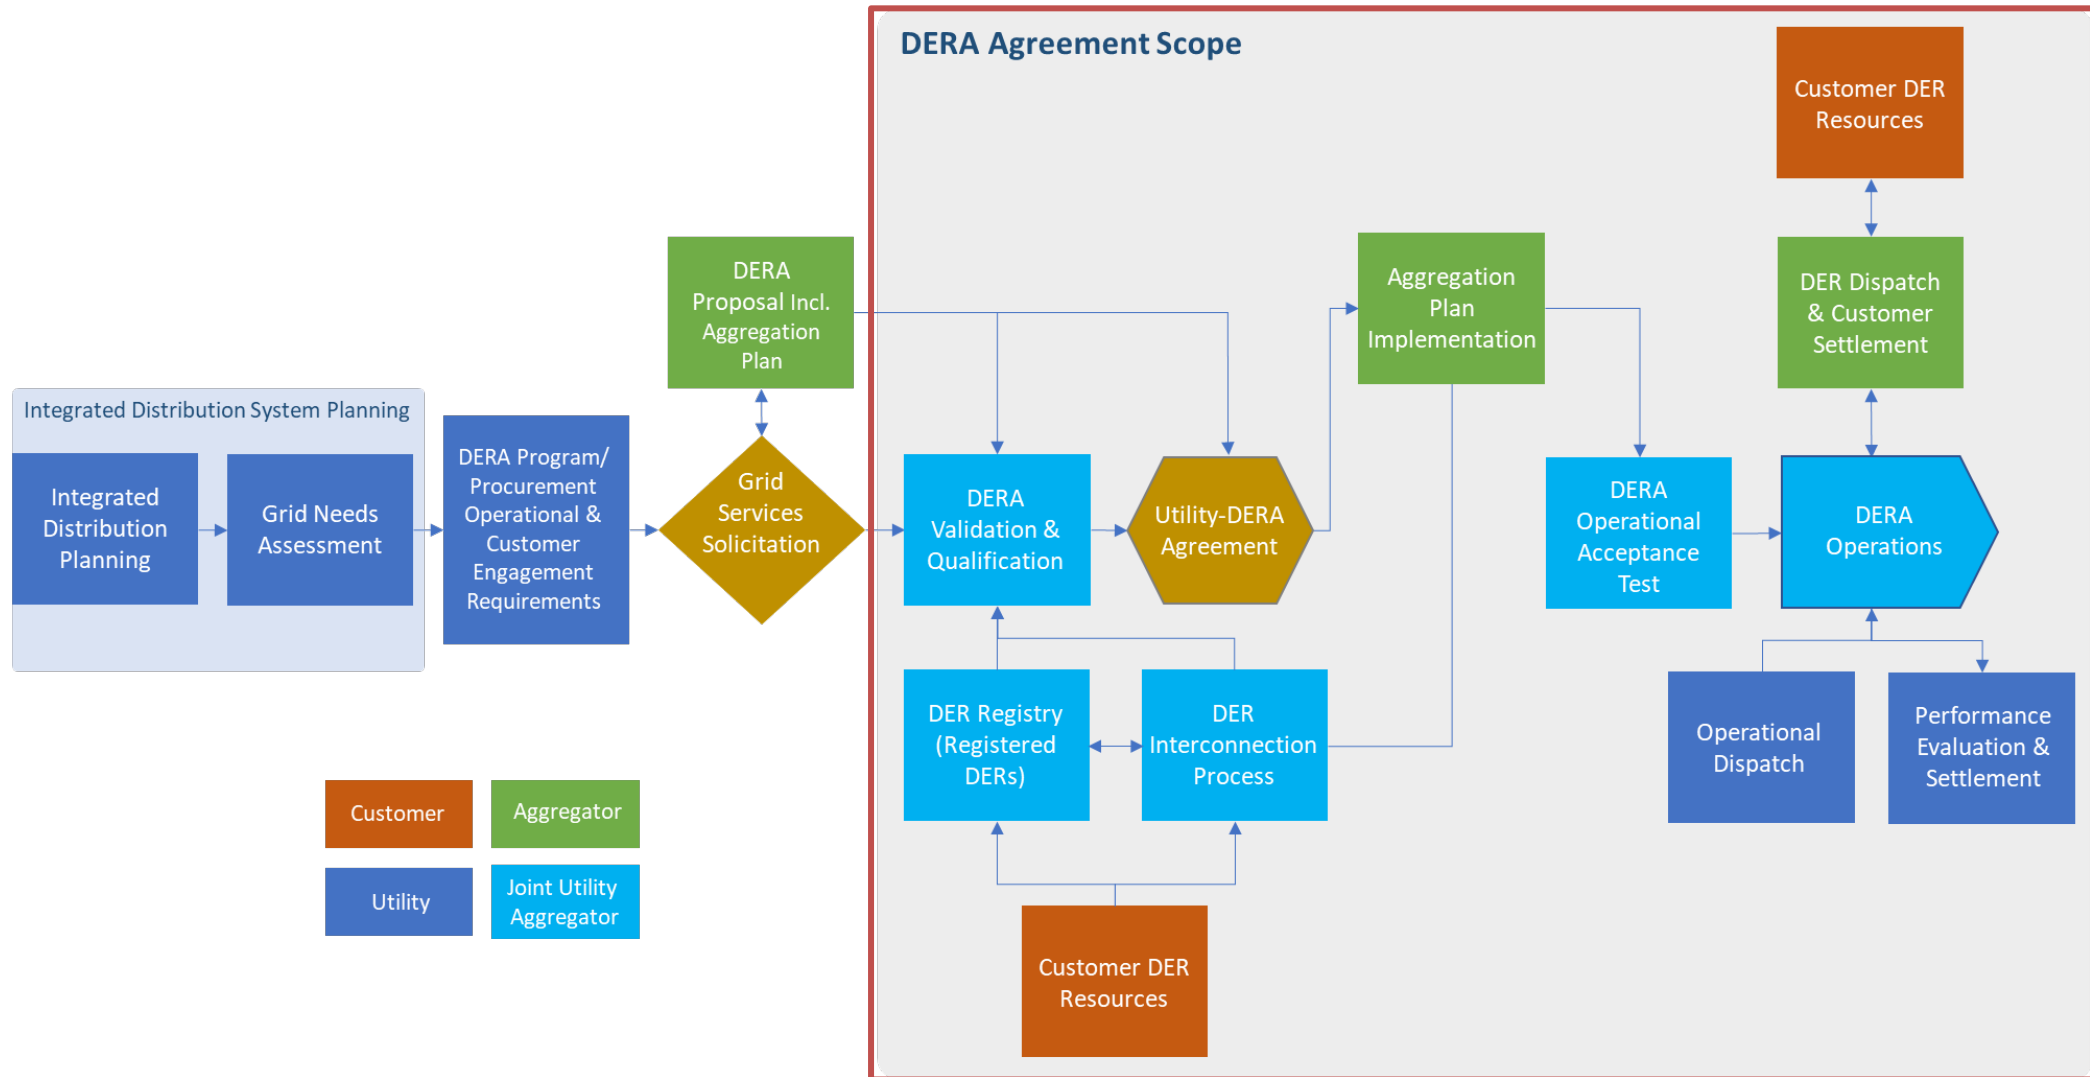 DERA Agreement Scope
Customer DER
Resources
DERA
Proposal Incl.
Aggregation
Plan
Aggregation
Plan
Implementation
DER Dispatch
& Customer
Settlement
Integrated Distribution System Planning
Integrated
Distribution
Planning
Grid Needs
Assessment
DERA Program/
Procurement
Operational &
Customer
Engagement
Requirements
Grid
Services
Solicitation
DERA
Validation &
Qualification
Utility-DERA
Agreement
DERA
Operational
Acceptance
Test
DERA
Operations
DER Registry
(Registered
DERs)
DER
Interconnection
Process
Operational
Dispatch
Performance
Evaluation &
Settlement
Customer
Aggregator
Utility
Joint Utility
Aggregator
Customer DER
Resources